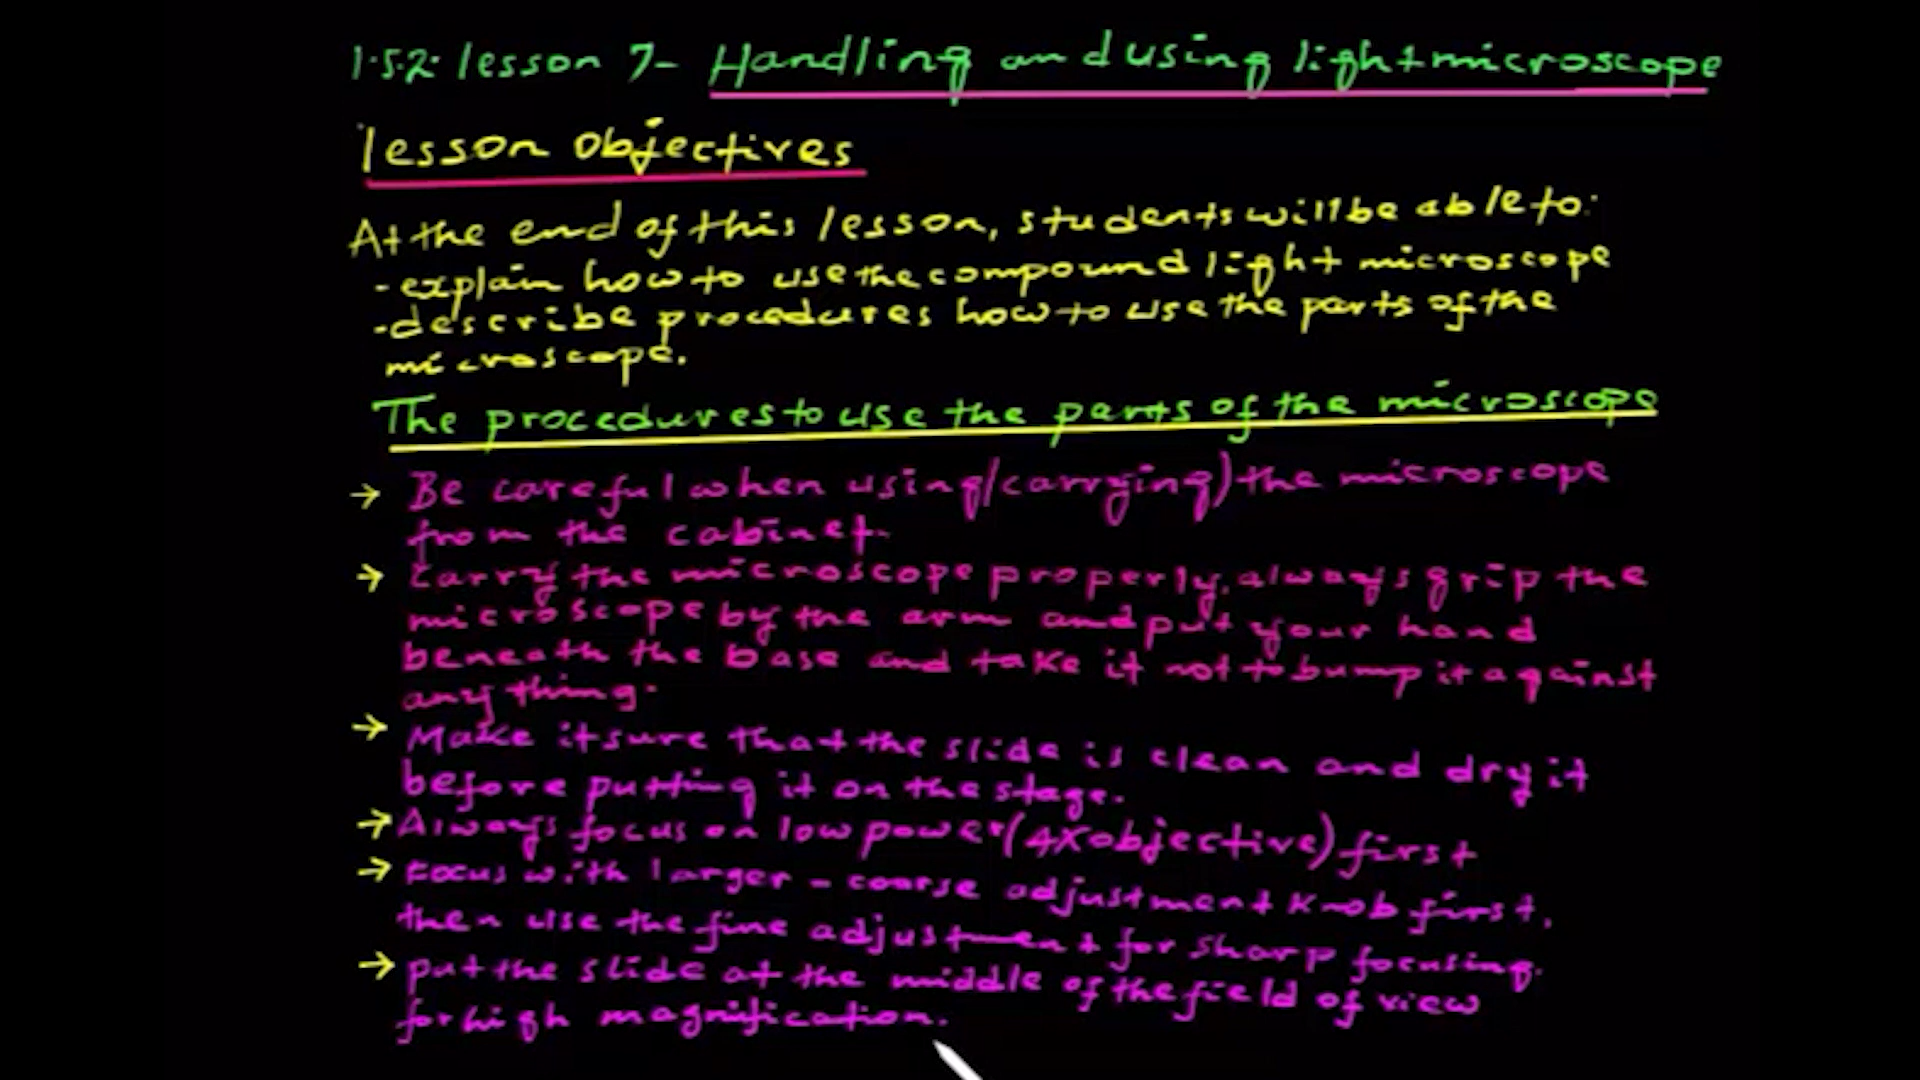 1.5.2. lesson 7- Handling and using light microscope
lesson objectives
At the end of this lesson, students will be able to:
-explain how to use the compound light microscope
-describe procedures how to use the parts of the
microscope.
The procedures to use the parts of the microscope
→ Be careful when using/(carrying) the microscope
from the cabinet.
→ Carry the microscope properly, always grip the
microscope by the arm and put your hand
beneath the base and take it not to bump it against
any thing.
→ Make it sure that the slide is clean and dry it
before putting it on the stage.
→ Always focus on low power (4X objective) first
→ Focus with larger - coarse adjustment knob first,
then use the fine adjustment for sharp focusing.
→ put the slide at the middle of the field of view
for high magnification.